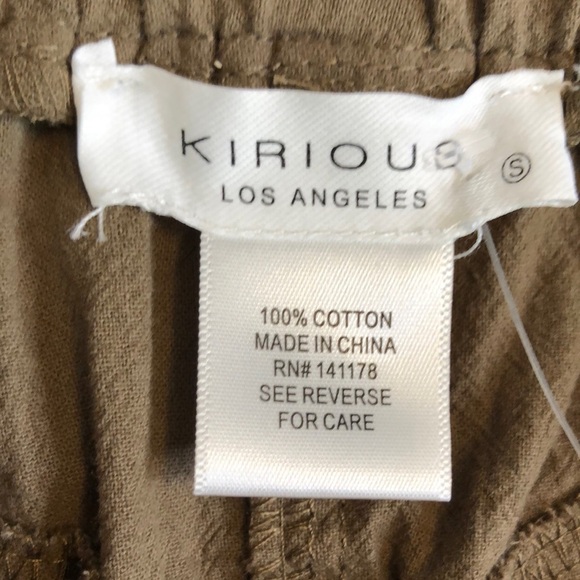 KIRIOUS
LOS ANGELES
S
100% COTTON
MADE IN CHINA
RN# 141178
SEE REVERSE
FOR CARE